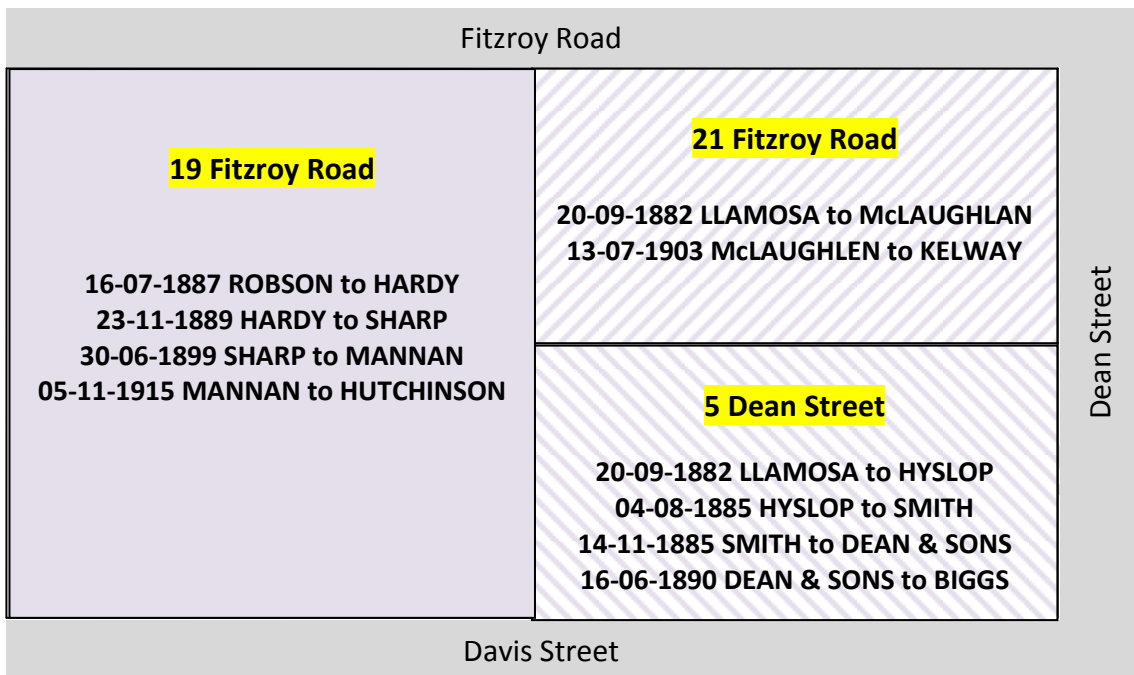 Fitzroy Road
19 Fitzroy Road
16-07-1887 ROBSON to HARDY
23-11-1889 HARDY to SHARP
30-06-1899 SHARP to MANNAN
05-11-1915 MANNAN to HUTCHINSON
21 Fitzroy Road
20-09-1882 LLAMOSA to McLAUGHLAN
13-07-1903 McLAUGHLEN to KELWAY
5 Dean Street
20-09-1882 LLAMOSA to HYSLOP
04-08-1885 HYSLOP to SMITH
14-11-1885 SMITH to DEAN & SONS
16-06-1890 DEAN & SONS to BIGGS
Dean Street
Davis Street